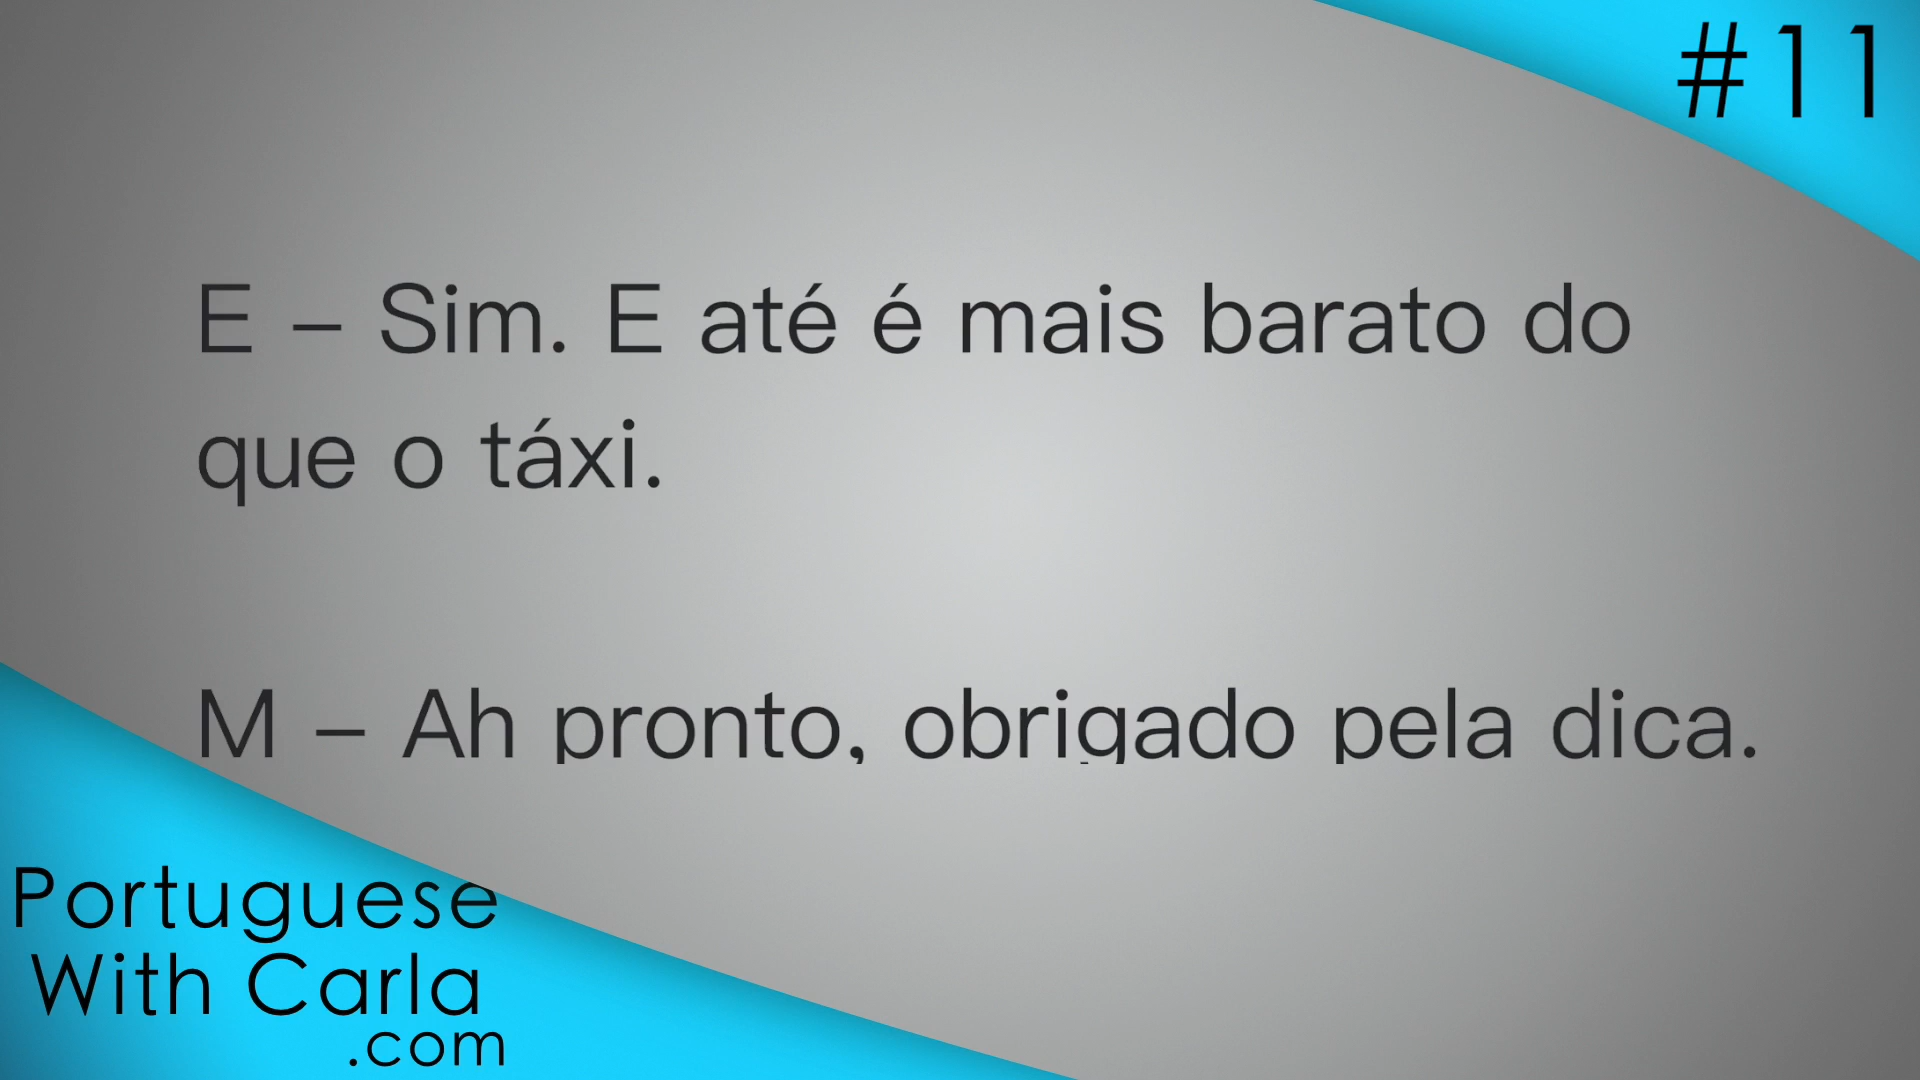 #11
E – Sim. E até é mais barato do
que o táxi.
M – Ah pronto, obrigado pela dica.
Portuguese
With Carla
.com